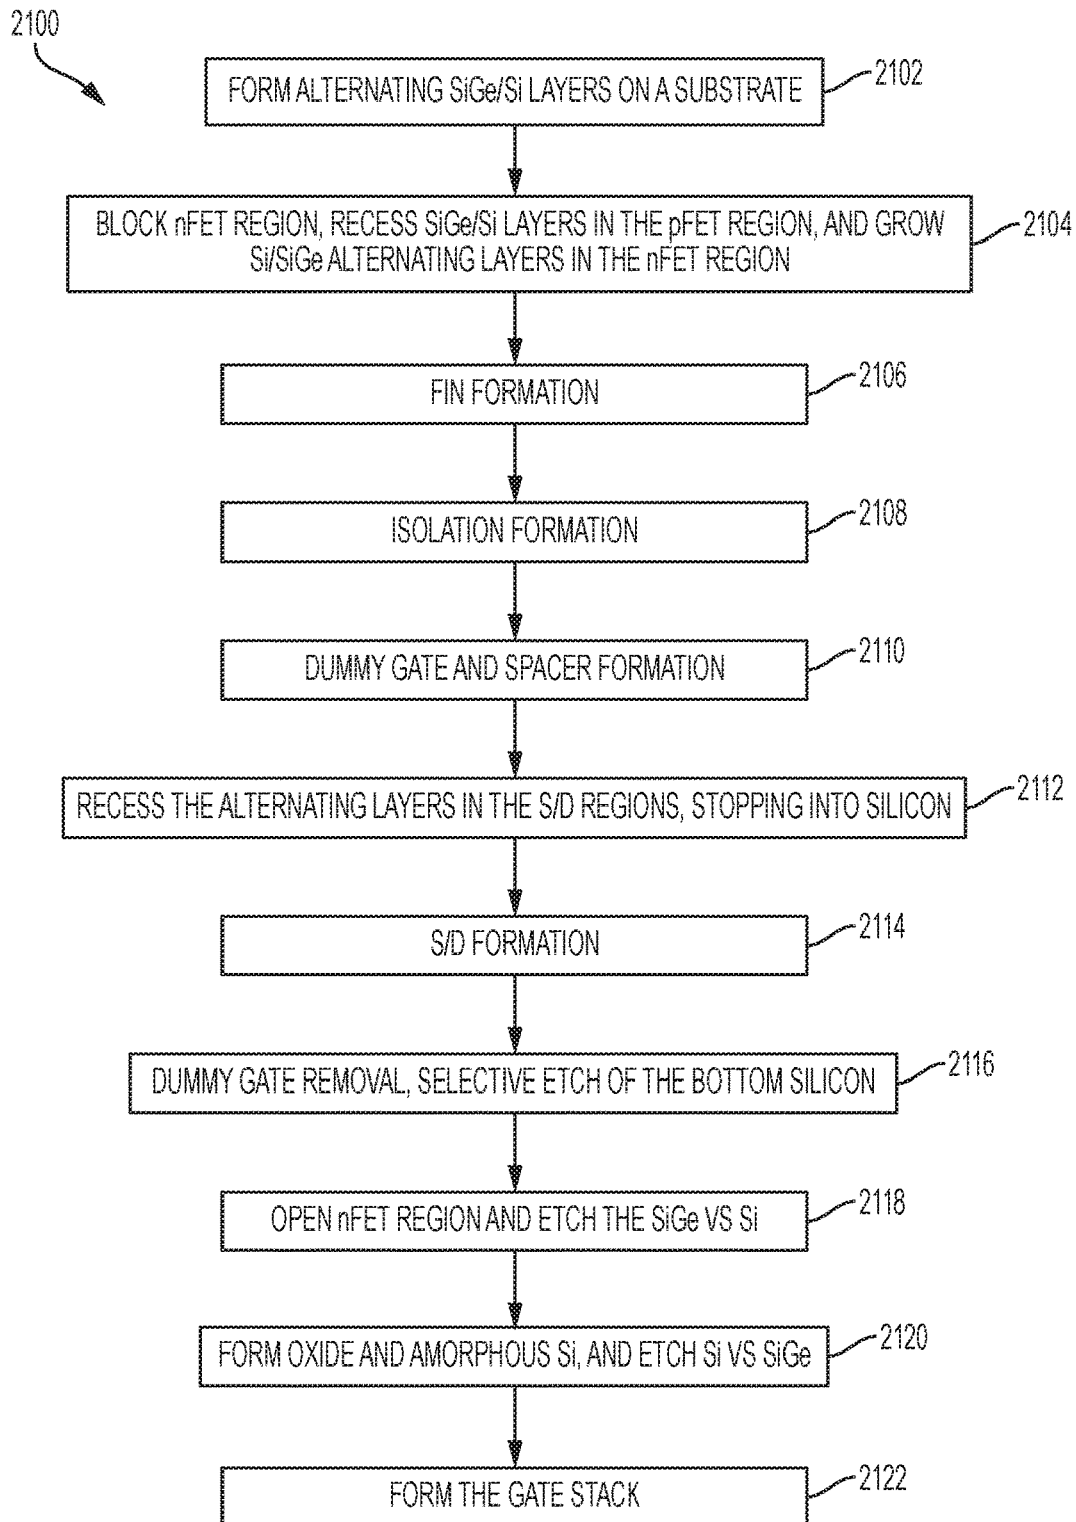 2100
FORM ALTERNATING SiGe/Si LAYERS ON A SUBSTRATE
2102
BLOCK nFET REGION, RECESS SiGe/Si LAYERS IN THE pFET REGION, AND GROW
Si/SiGe ALTERNATING LAYERS IN THE nFET REGION
2104
FIN FORMATION
2106
ISOLATION FORMATION
2108
DUMMY GATE AND SPACER FORMATION
2110
RECESS THE ALTERNATING LAYERS IN THE S/D REGIONS, STOPPING INTO SILICON
2112
S/D FORMATION
2114
DUMMY GATE REMOVAL, SELECTIVE ETCH OF THE BOTTOM SILICON
2116
OPEN nFET REGION AND ETCH THE SiGe VS Si
2118
FORM OXIDE AND AMORPHOUS Si, AND ETCH Si VS SiGe
2120
FORM THE GATE STACK
2122